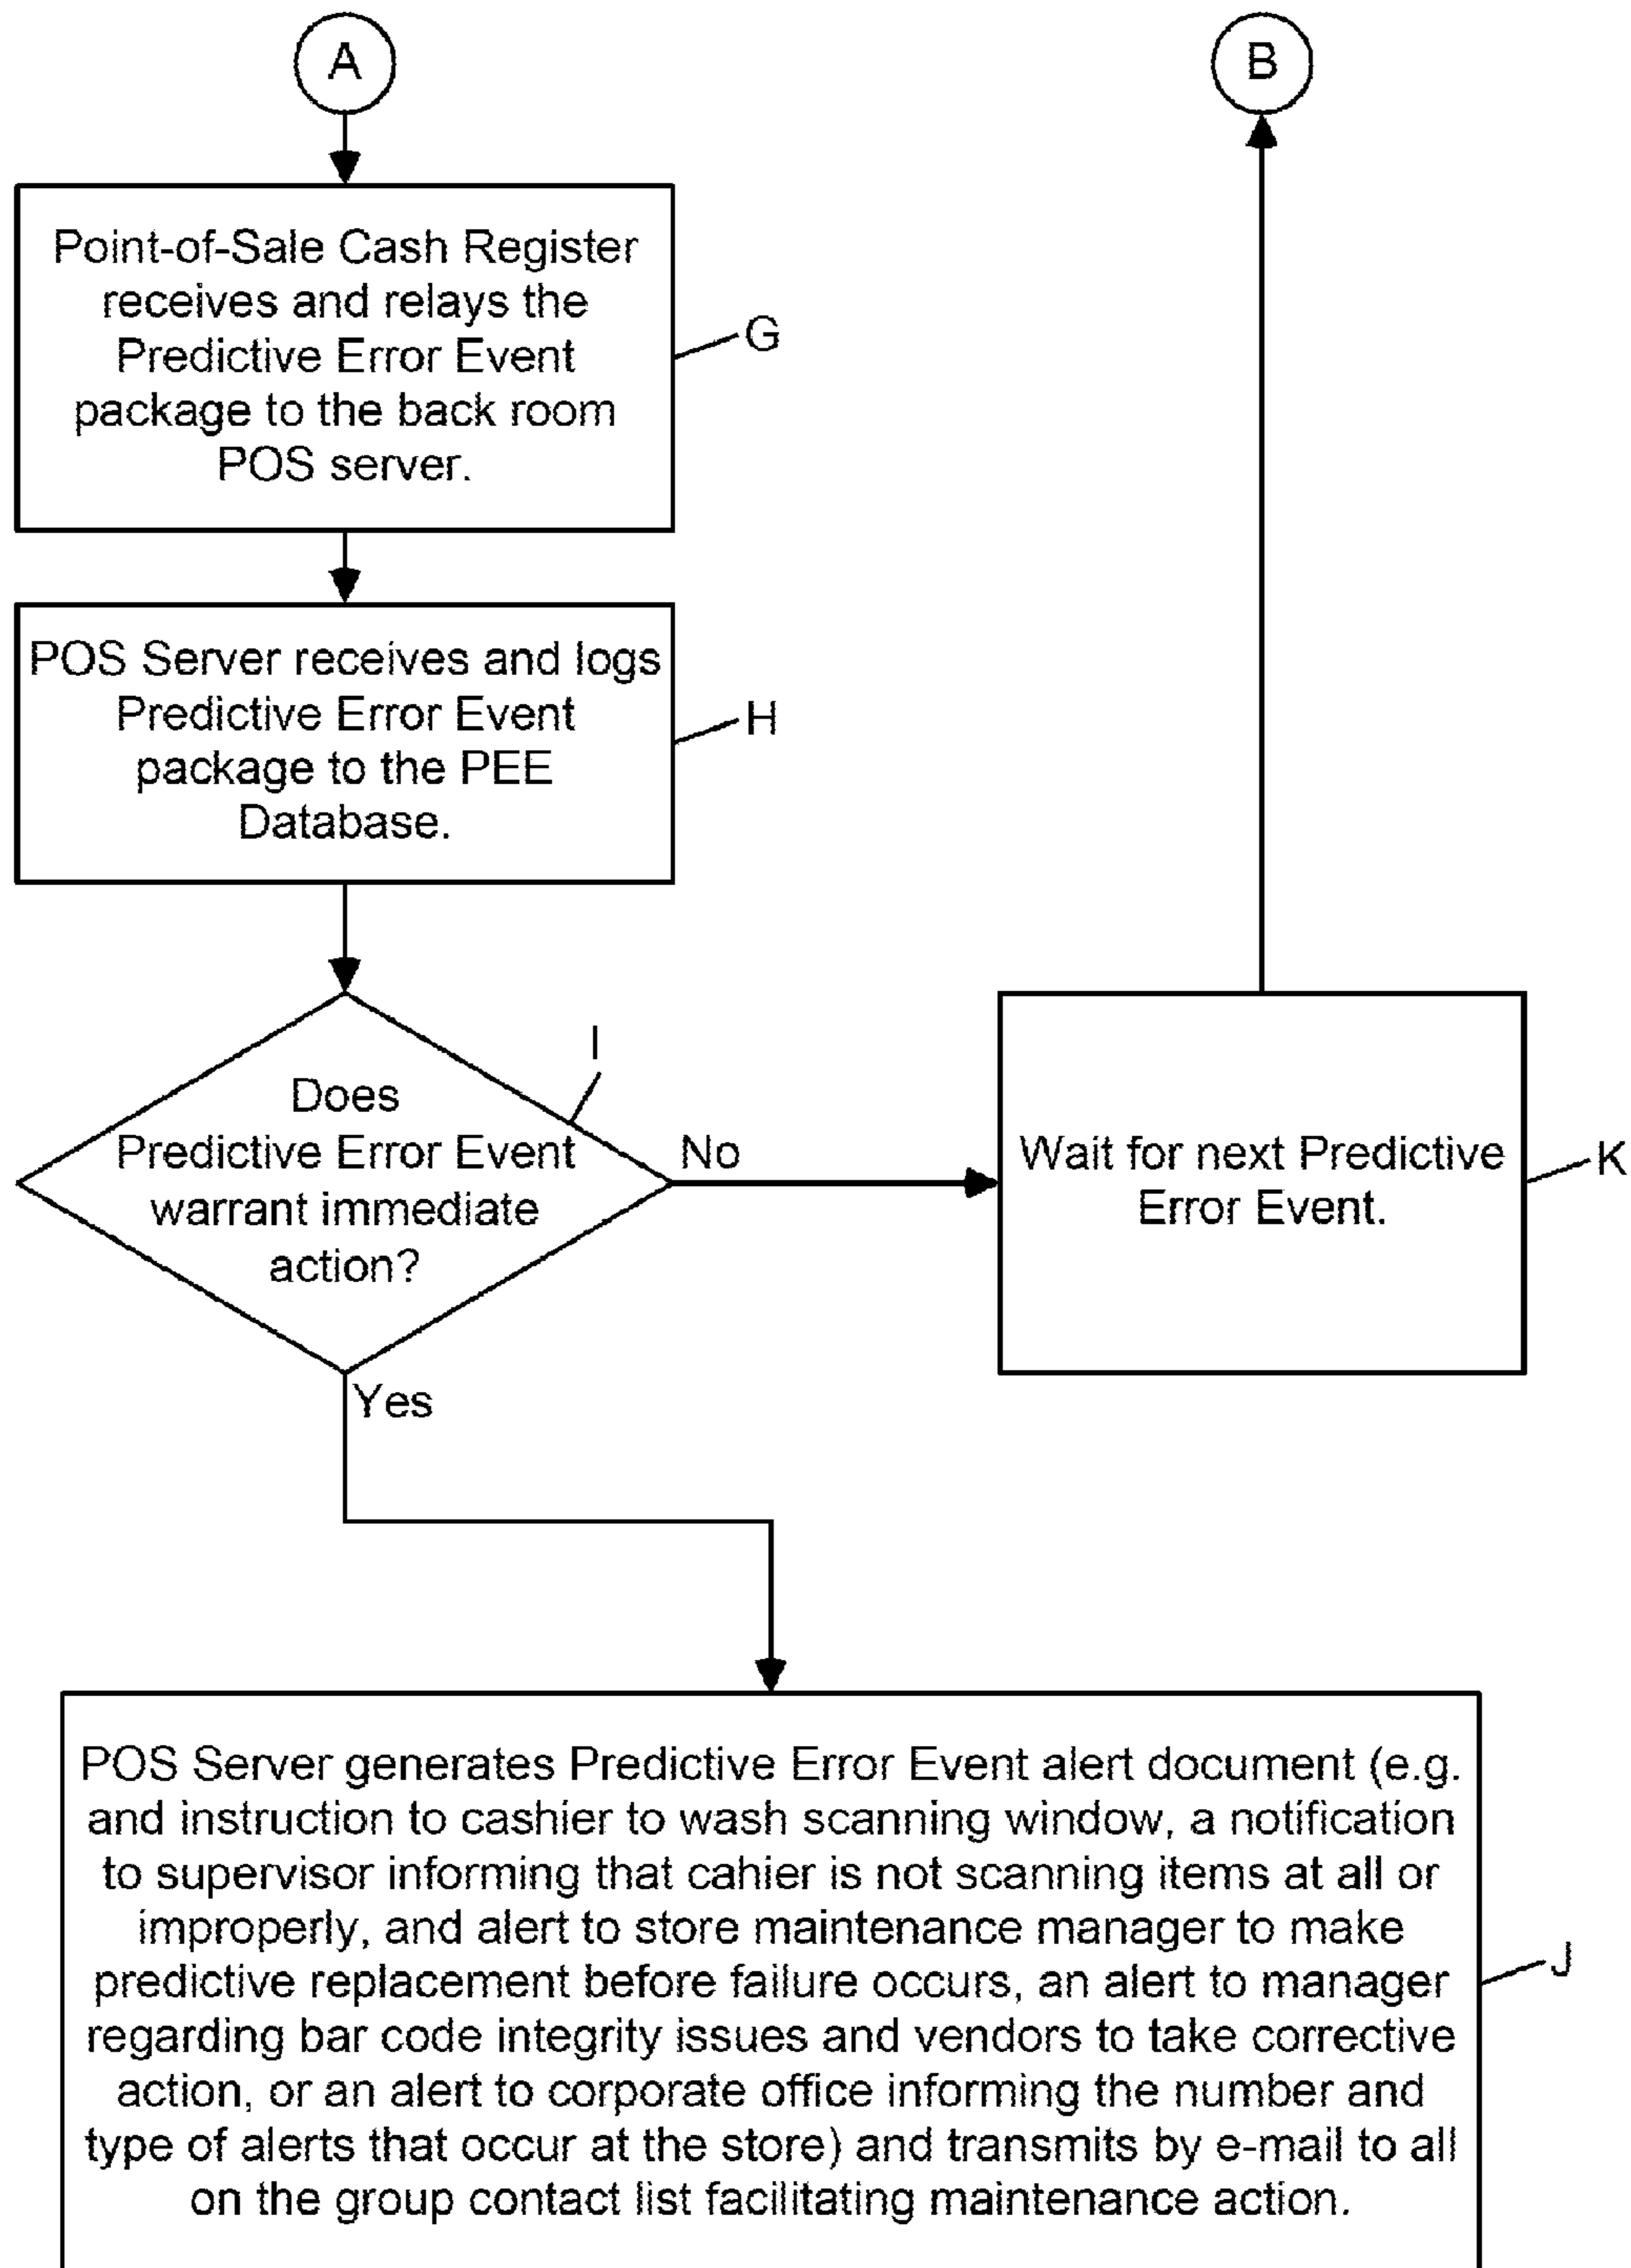 A
B
Point-of-Sale Cash Register
receives and relays the
Predictive Error Event
package to the back room
POS server.
G
POS Server receives and logs
Predictive Error Event
package to the PEE
Database.
H
I
Does
Predictive Error Event
warrant immediate
action?
No
Yes
Wait for next Predictive
Error Event.
K
POS Server generates Predictive Error Event alert document (e.g.
and instruction to cashier to wash scanning window, a notification
to supervisor informing that cahier is not scanning items at all or
improperly, and alert to store maintenance manager to make
predictive replacement before failure occurs, an alert to manager
regarding bar code integrity issues and vendors to take corrective
action, or an alert to corporate office informing the number and
type of alerts that occur at the store) and transmits by e-mail to all
on the group contact list facilitating maintenance action.
J